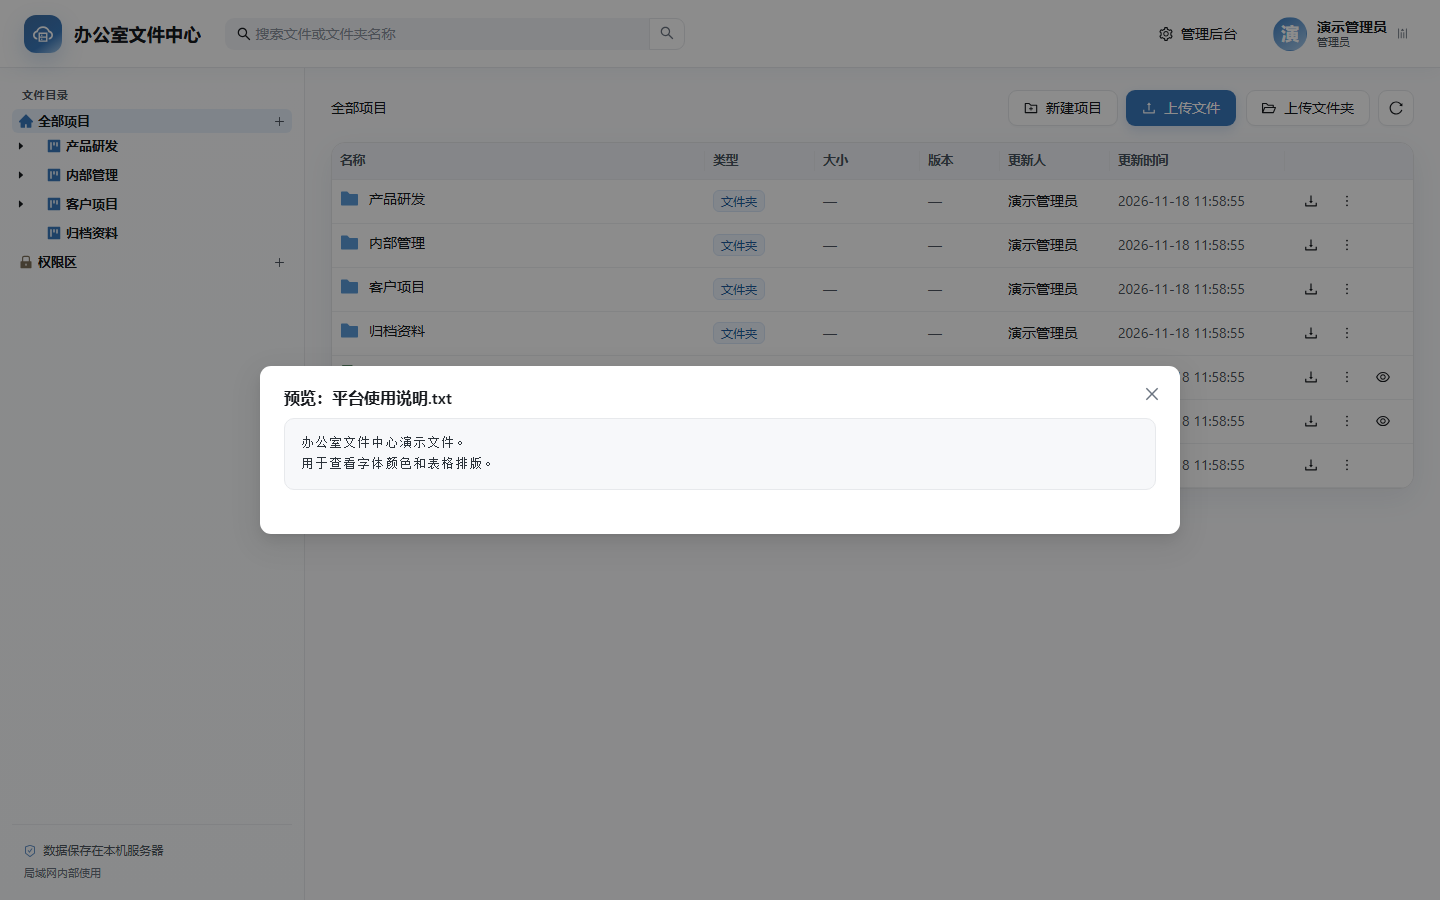 办公室文件中心
搜索文件或文件夹名称
管理后台
演
演示管理员
管理员
文件目录
全部项目
产品研发
内部管理
客户项目
归档资料
权限区
数据保存在本机服务器
局域网内部使用
全部项目
新建项目
上传文件
上传文件夹
名称 类型 大小 版本 更新人 更新时间
产品研发 文件夹 — — 演示管理员 2026-11-18 11:58:55
内部管理 文件夹 — — 演示管理员 2026-11-18 11:58:55
客户项目 文件夹 — — 演示管理员 2026-11-18 11:58:55
归档资料 文件夹 — — 演示管理员 2026-11-18 11:58:55
8 11:58:55
8 11:58:55
8 11:58:55
预览：平台使用说明.txt
办公室文件中心演示文件。
用于查看字体颜色和表格排版。